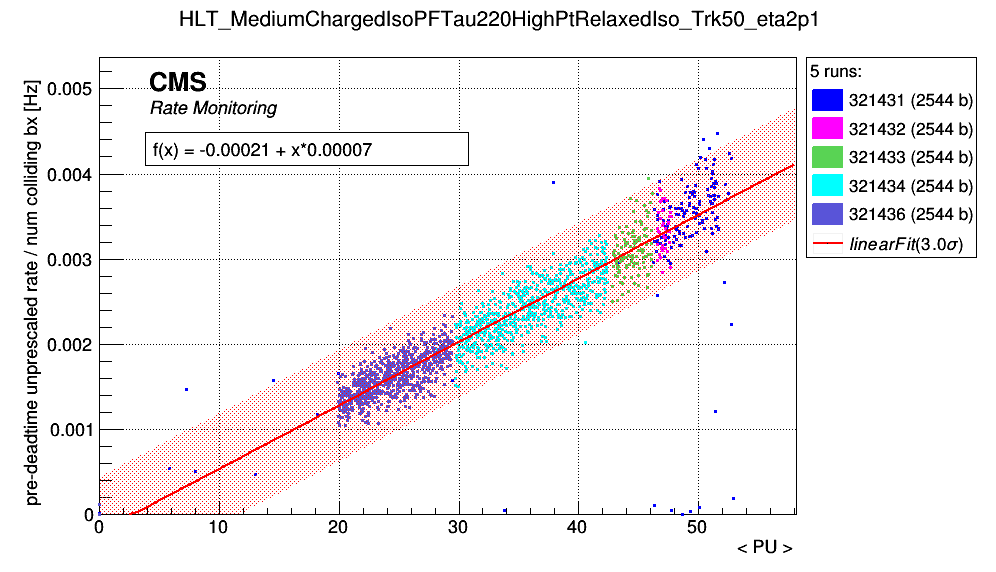 HLT_MediumChargedIsoPFTau220HighPtRelaxedIso_Trk50_eta2p1
pre-deadtime unprescaled rate / num colliding bx [Hz]
CMS
Rate Monitoring
f(x) = -0.00021 + x*0.00007
0.005
0.004
0.003
0.002
0.001
0
0 10 20 30 40 50
< PU >
5 runs:
321431 (2544 b)
321432 (2544 b)
321433 (2544 b)
321434 (2544 b)
321436 (2544 b)
linearFit(3.0σ)